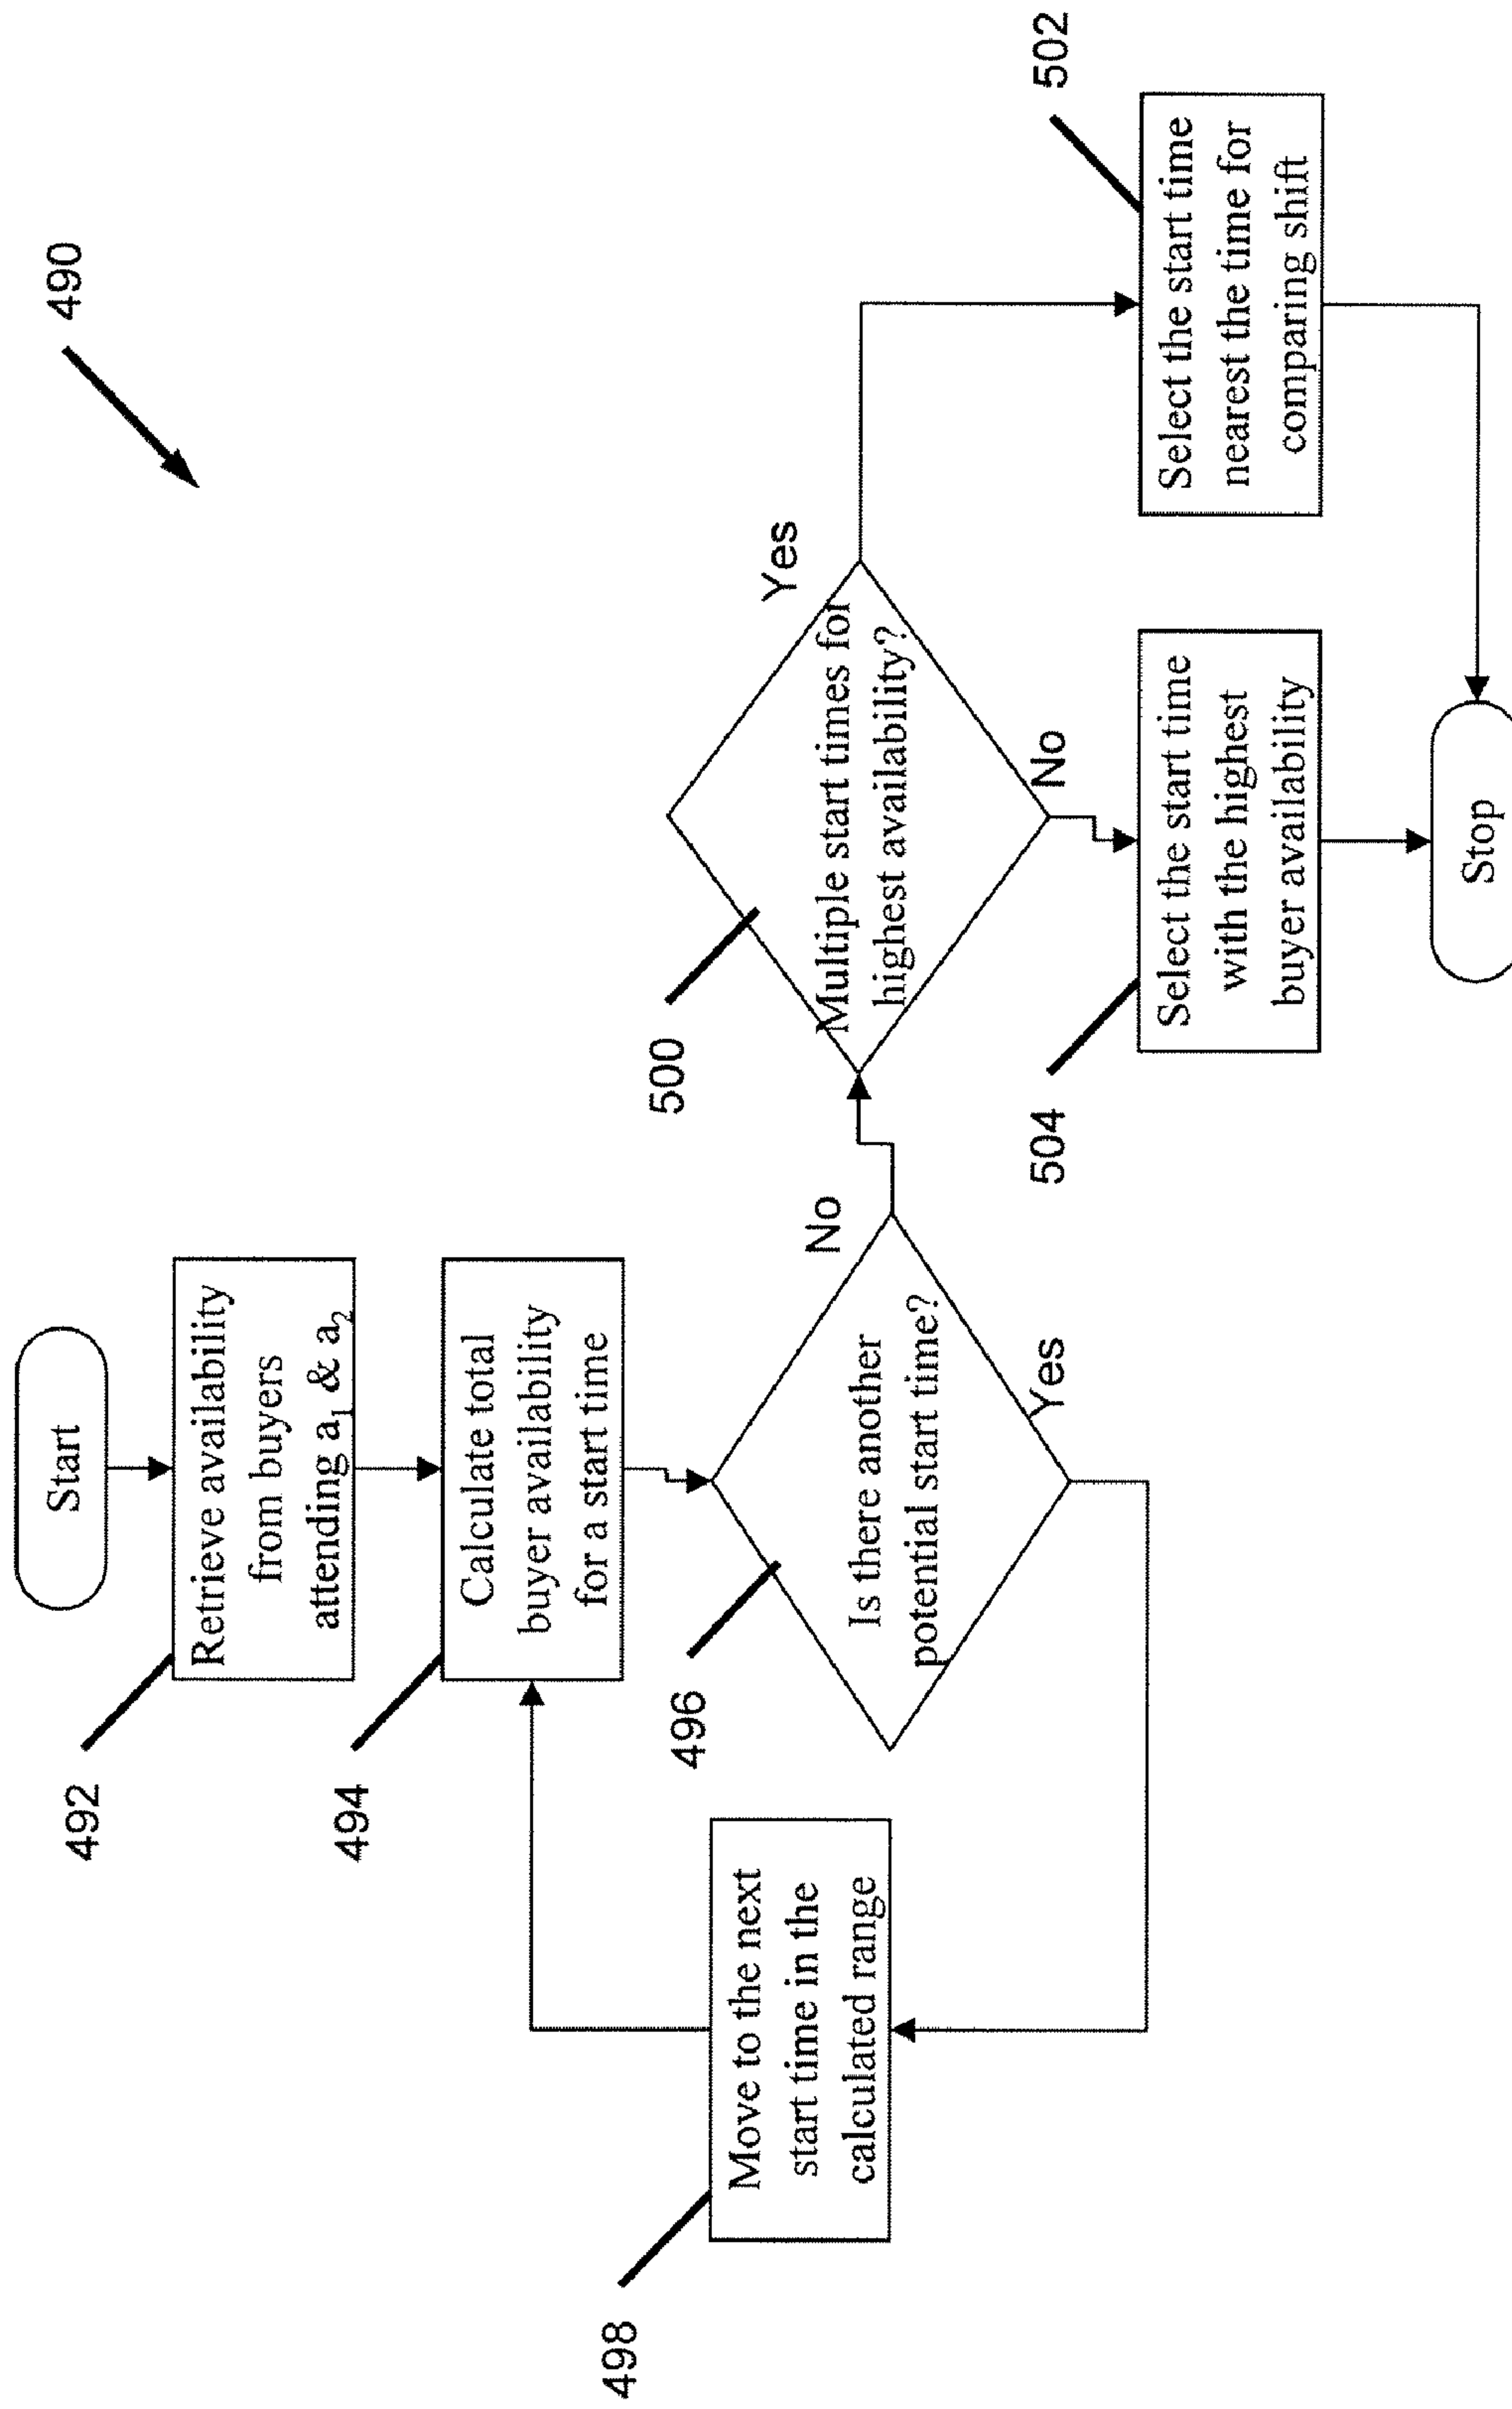 490
Start
492
Retrieve availability
from buyers
attending a₁ & a₂
494
Calculate total
buyer availability
for a start time
496
Is there another
potential start time?
No
Yes
498
Move to the next
start time in the
calculated range
500
Multiple start times for
highest availability?
Yes
No
502
Select the start time
nearest the time for
comparing shift
504
Select the start time
with the highest
buyer availability
Stop